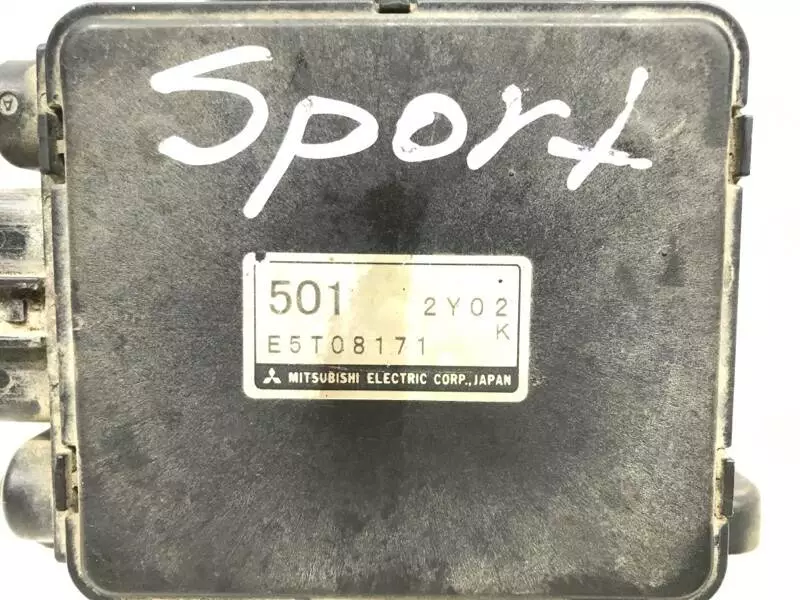 Sport
501 2Y02
E5T08171 K
MITSUBISHI ELECTRIC CORP., JAPAN
A